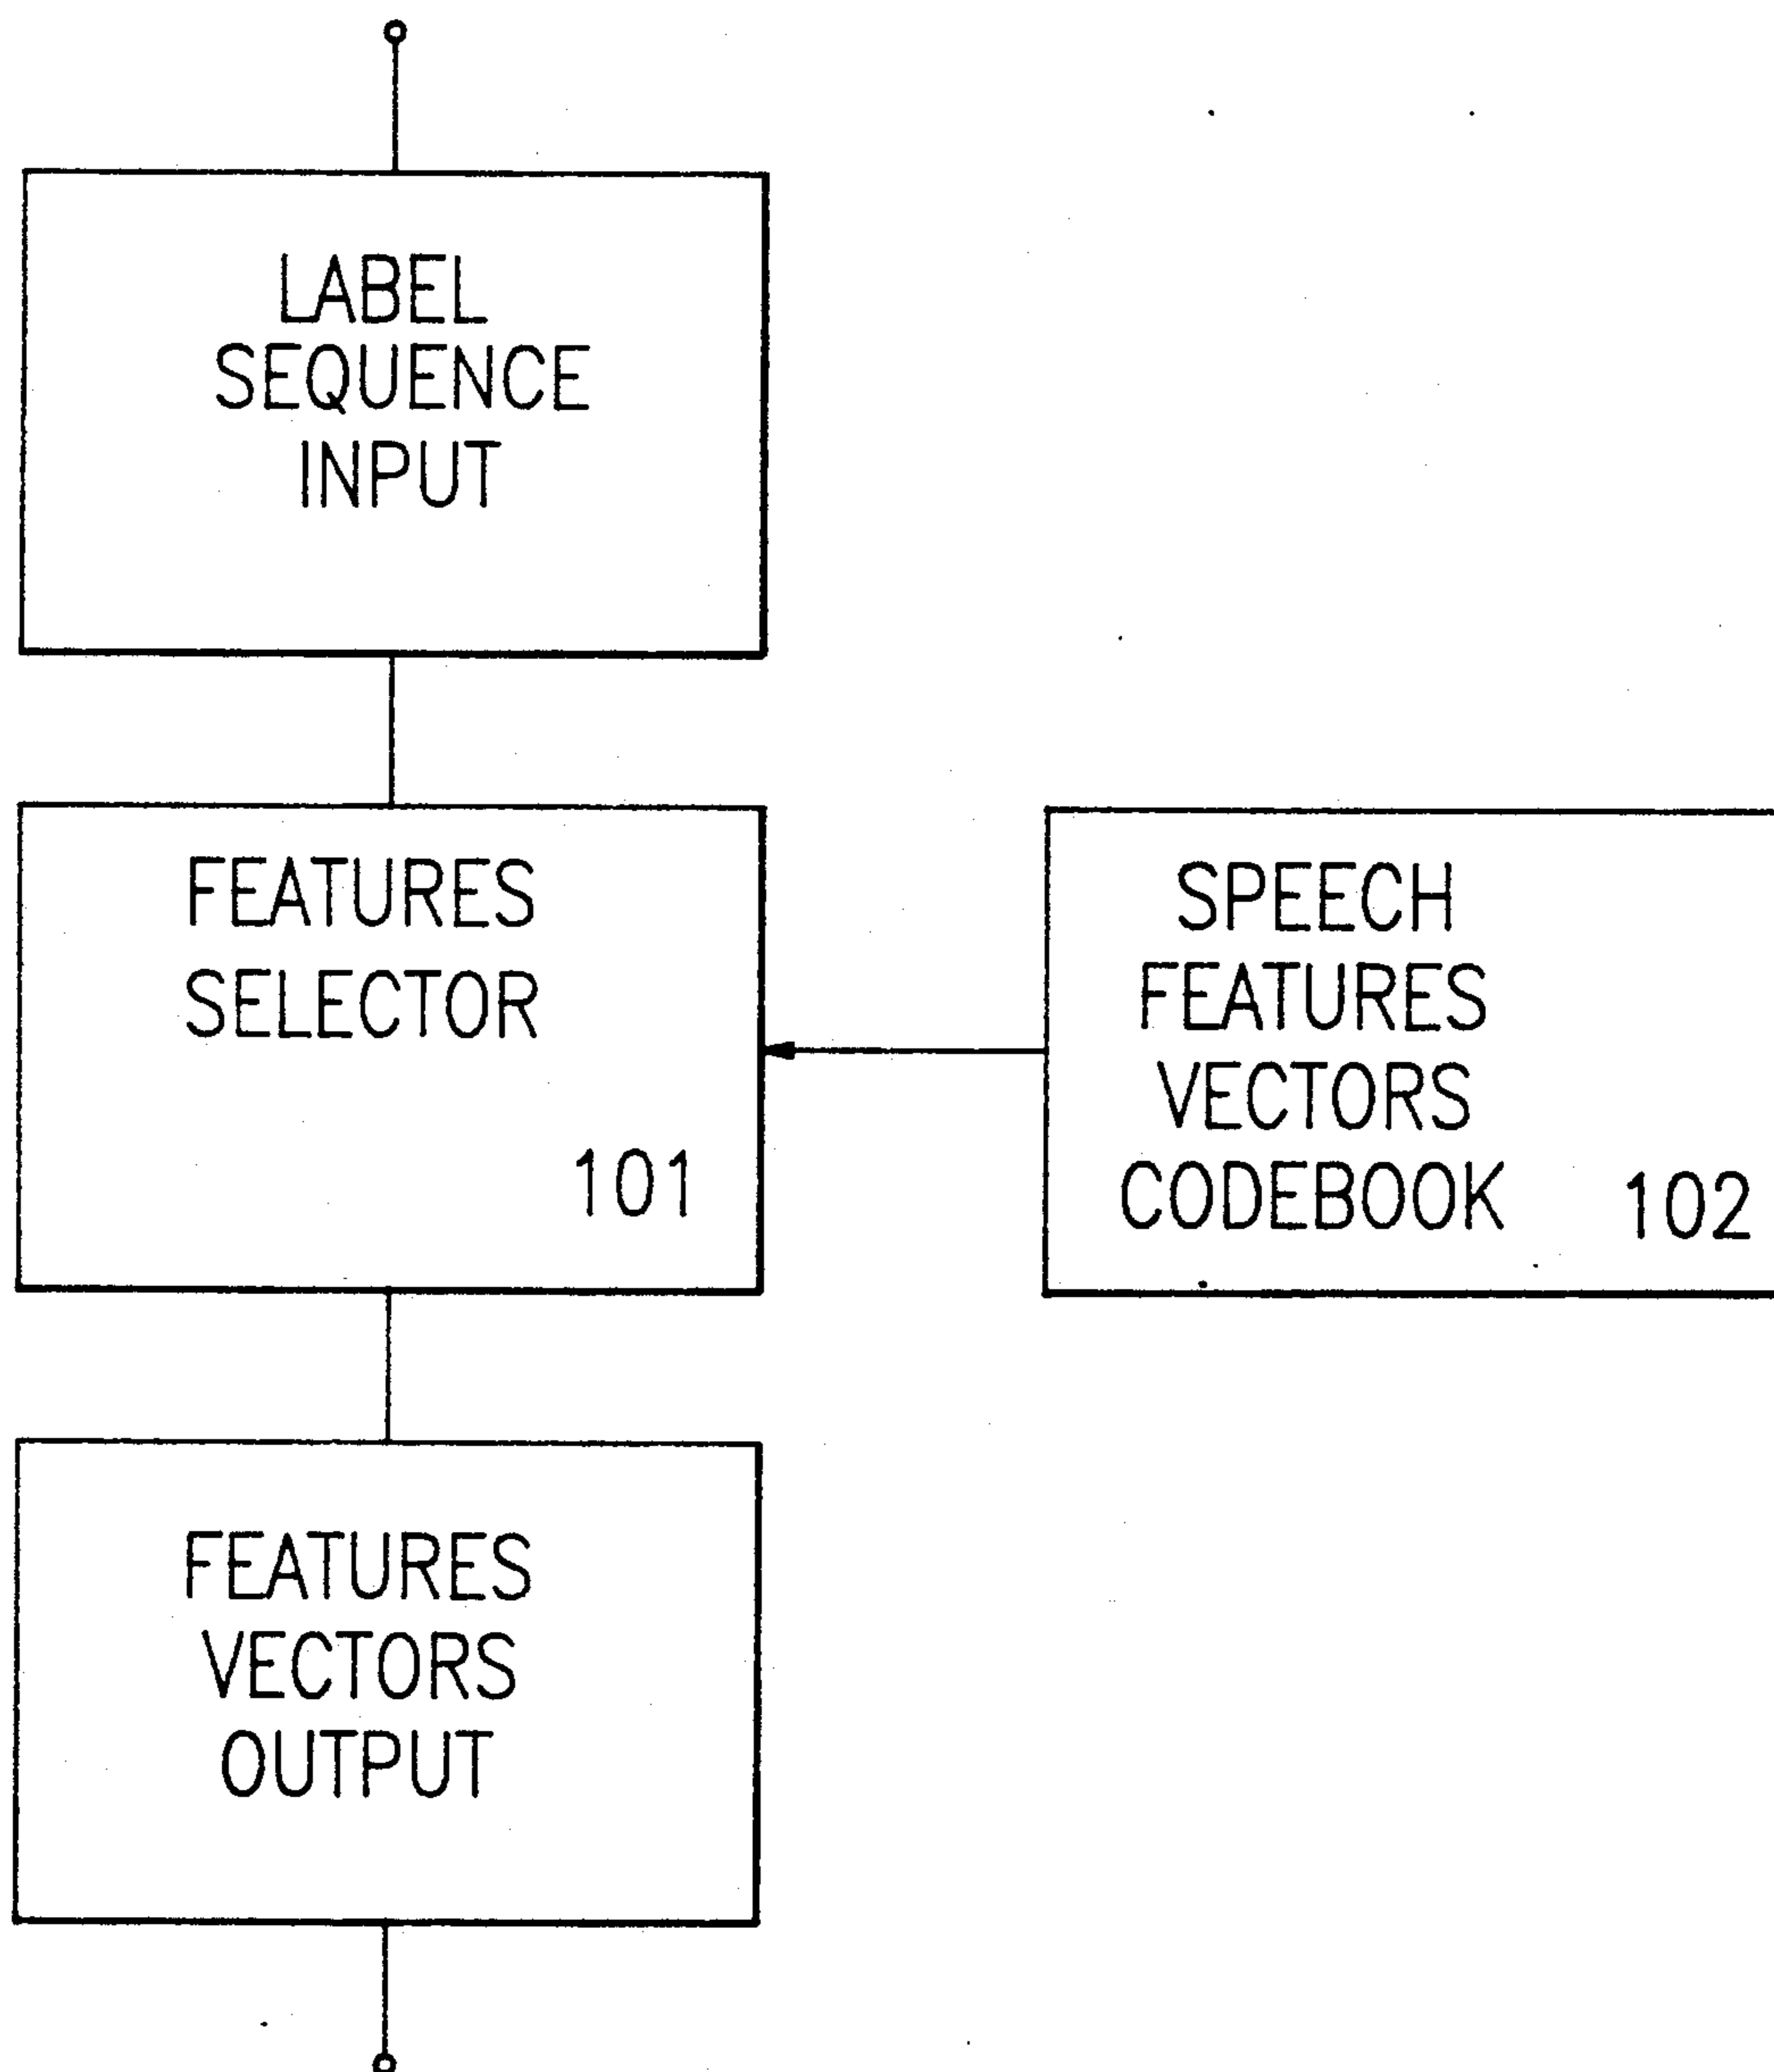 LABEL
SEQUENCE
INPUT
FEATURES
SELECTOR
101
SPEECH
FEATURES
VECTORS
CODEBOOK 102
FEATURES
VECTORS
OUTPUT